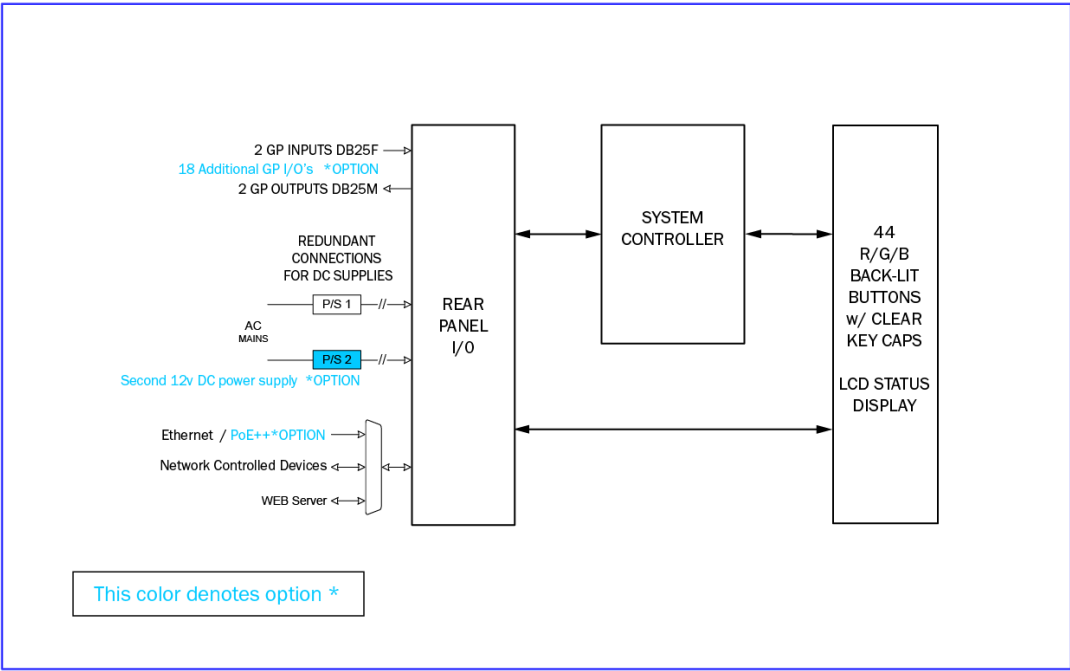 2 GP INPUTS DB25F
18 Additional GP I/O's *OPTION
2 GP OUTPUTS DB25M
REDUNDANT
CONNECTIONS
FOR DC SUPPLIES
P/S 1
AC
MAINS
P/S 2
Second 12v DC power supply *OPTION
Ethernet / PoE++*OPTION
Network Controlled Devices
WEB Server
REAR
PANEL
I/O
SYSTEM
CONTROLLER
44
R/G/B
BACK-LIT
BUTTONS
w/ CLEAR
KEY CAPS
LCD STATUS
DISPLAY
This color denotes option *